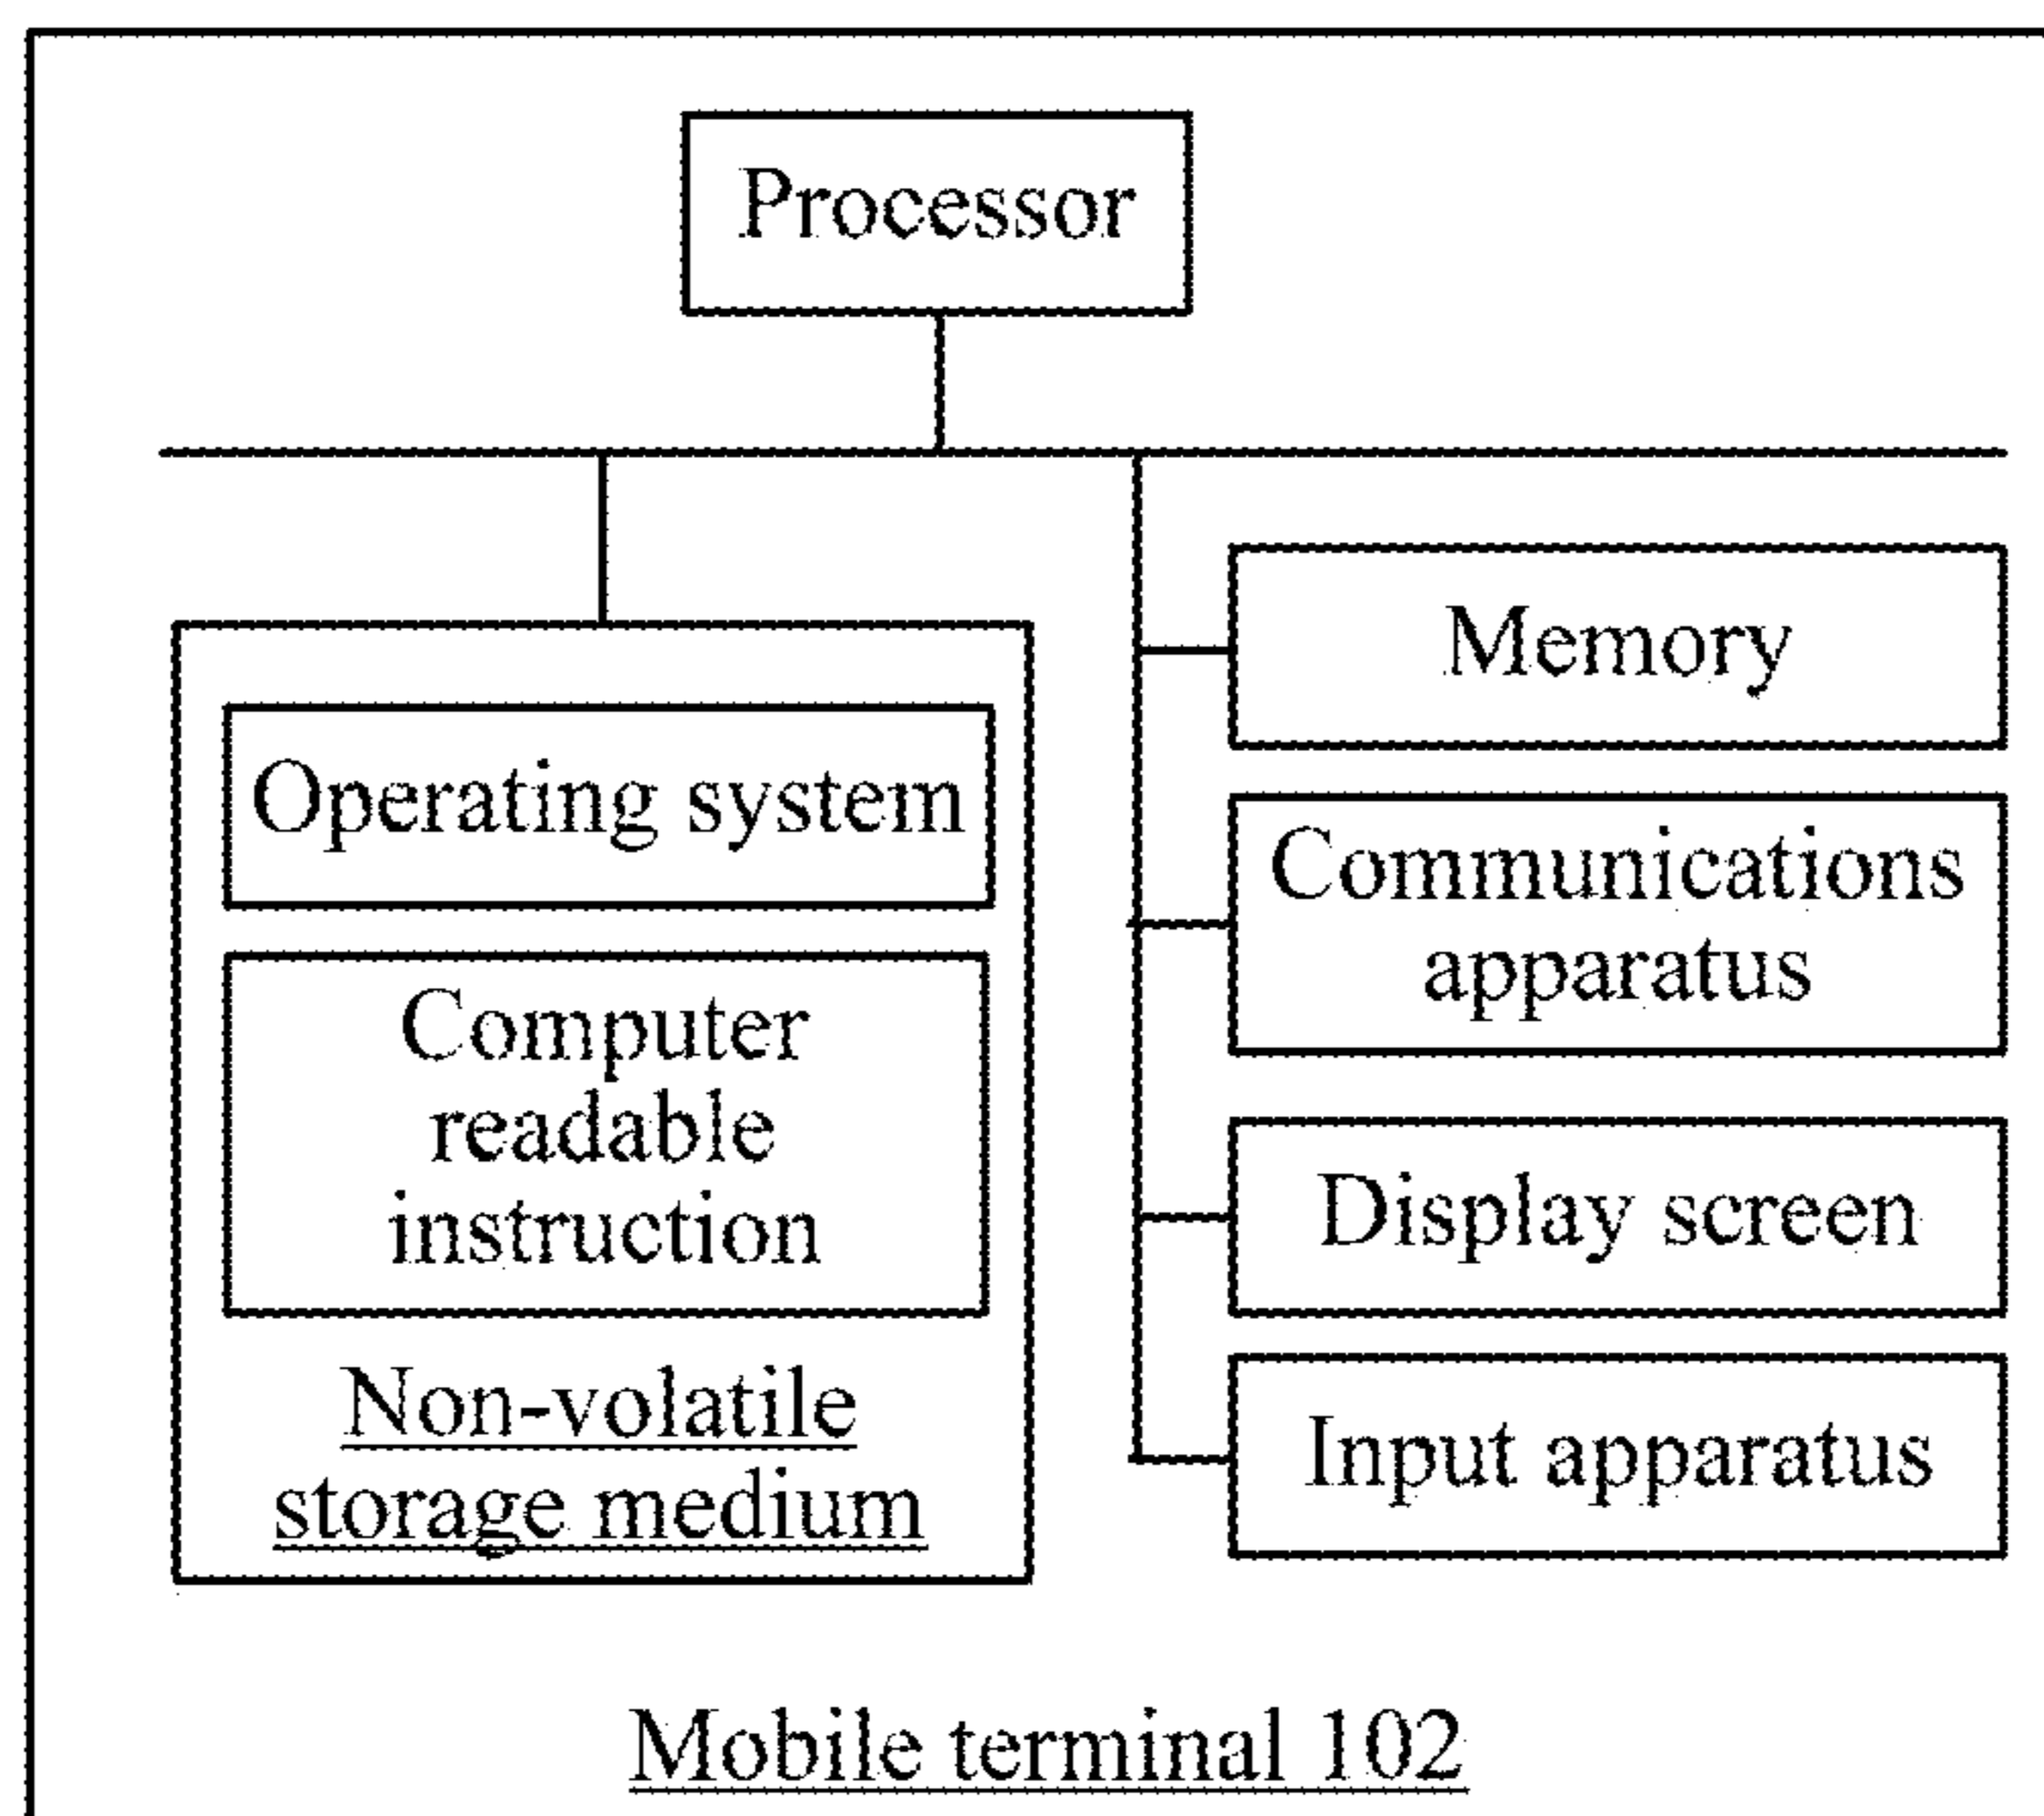 Processor
Operating system
Computer
readable
instruction
Non-volatile
storage medium
Memory
Communications
apparatus
Display screen
Input apparatus
Mobile terminal 102